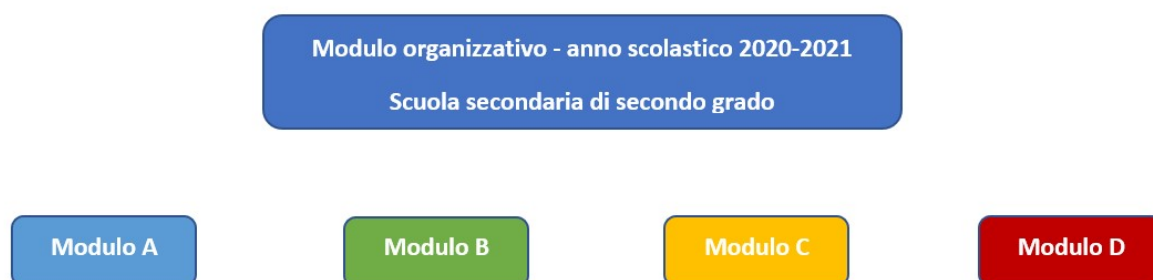 Modulo organizzativo - anno scolastico 2020-2021
Scuola secondaria di secondo grado
Modulo A
Modulo B
Modulo C
Modulo D